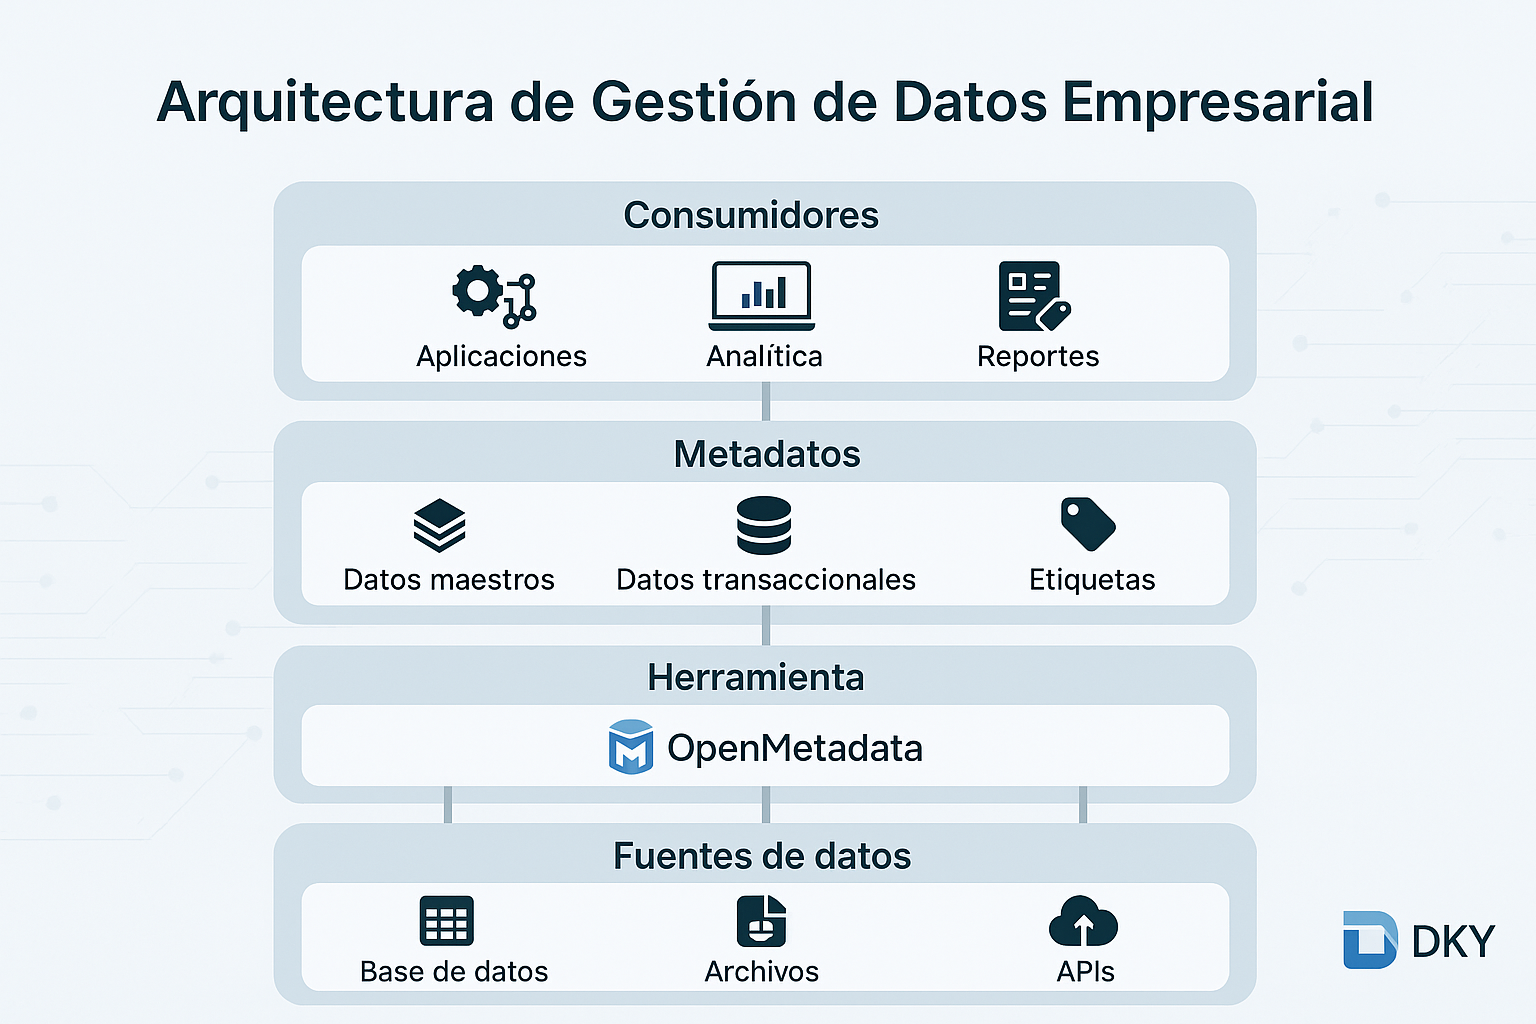 Arquitectura de Gestión de Datos Empresarial
Consumidores
Aplicaciones
Analítica
Reportes
Metadatos
Datos maestros
Datos transaccionales
Etiquetas
Herramienta
OpenMetadata
Fuentes de datos
Base de datos
Archivos
APIs
DKY